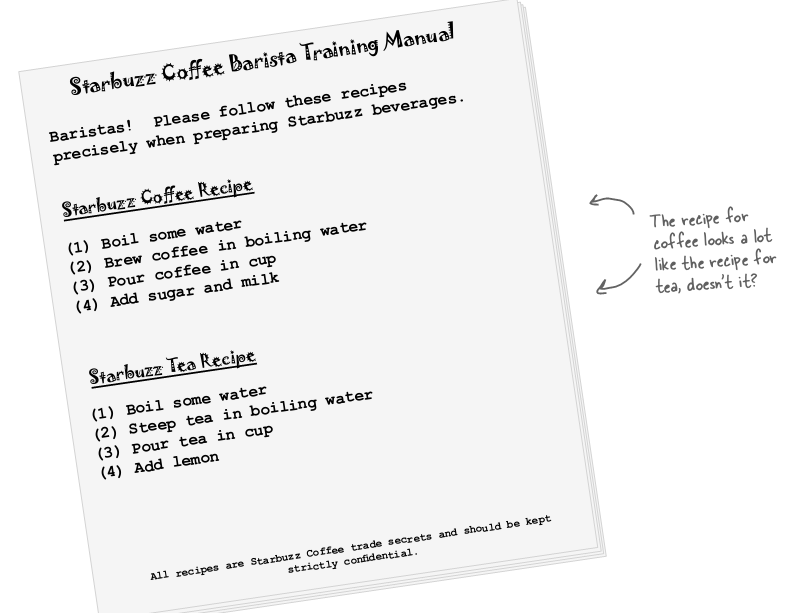 Starbuzz Coffee Barista Training Manual
Baristas!  Please follow these recipes
precisely when preparing Starbuzz beverages.
Starbuzz Coffee Recipe
(1) Boil some water
(2) Brew coffee in boiling water
(3) Pour coffee in cup
(4) Add sugar and milk
Starbuzz Tea Recipe
(1) Boil some water
(2) Steep tea in boiling water
(3) Pour tea in cup
(4) Add lemon
All recipes are Starbuzz Coffee trade secrets and should be kept
strictly confidential.
The recipe for
coffee looks a lot
like the recipe for
tea, doesn't it?